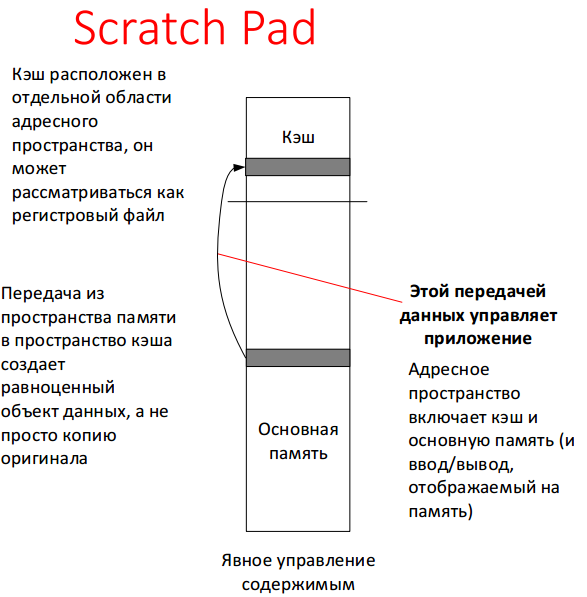 Scratch Pad
Кэш расположен в
отдельной области
адресного
пространства, он
может
рассматриваться как
регистровый файл
Кэш
Передача из
пространства памяти
в пространство кэша
создает
равноценный
объект данных, а не
просто копию
оригинала
Этой передачей
данных управляет
приложение
Адресное
пространство
включает кэш и
основную память (и
ввод/вывод,
отображаемый на
память)
Основная
память
Явное управление
содержимым